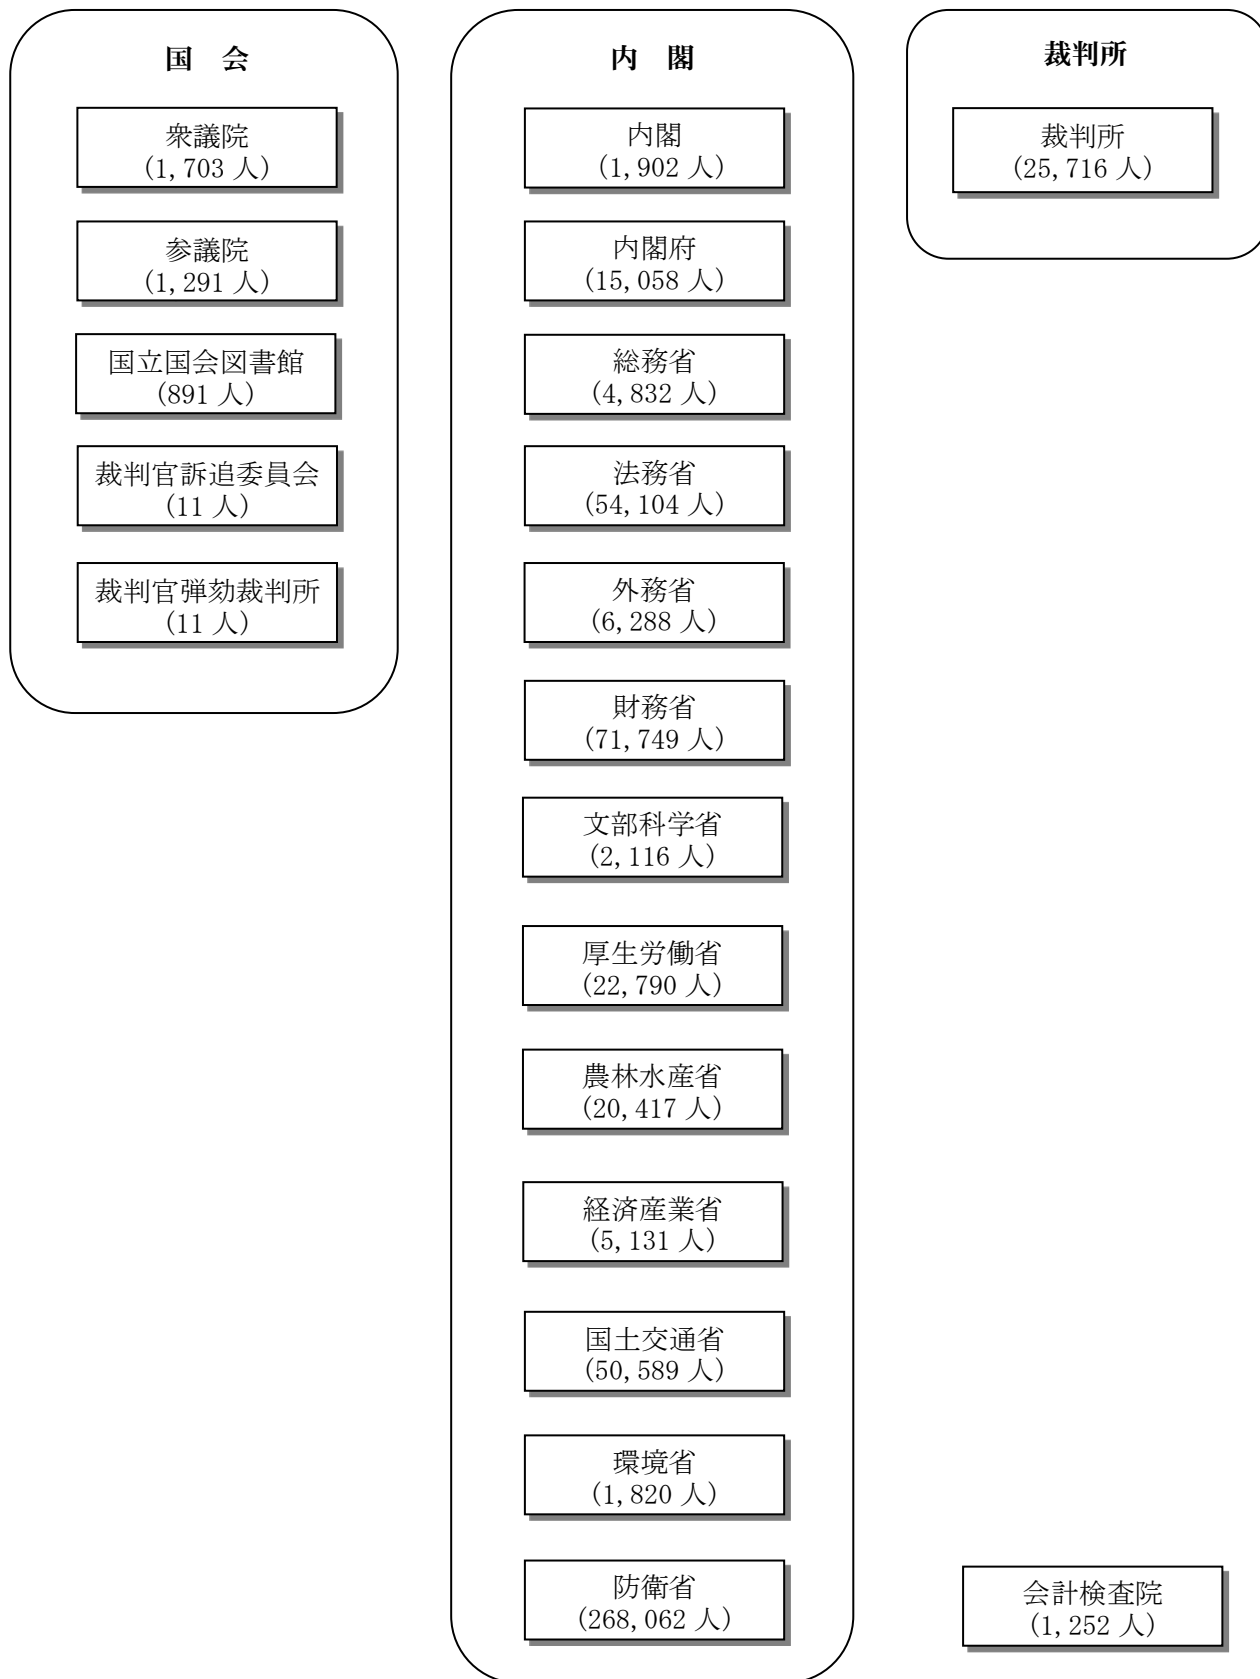 国　会
衆議院
(1,703 人)
参議院
(1,291 人)
国立国会図書館
(891 人)
裁判官訴追委員会
(11 人)
裁判官弾劾裁判所
(11 人)
内　閣
内閣
(1,902 人)
内閣府
(15,058 人)
総務省
(4,832 人)
法務省
(54,104 人)
外務省
(6,288 人)
財務省
(71,749 人)
文部科学省
(2,116 人)
厚生労働省
(22,790 人)
農林水産省
(20,417 人)
経済産業省
(5,131 人)
国土交通省
(50,589 人)
環境省
(1,820 人)
防衛省
(268,062 人)
裁判所
裁判所
(25,716 人)
会計検査院
(1,252 人)